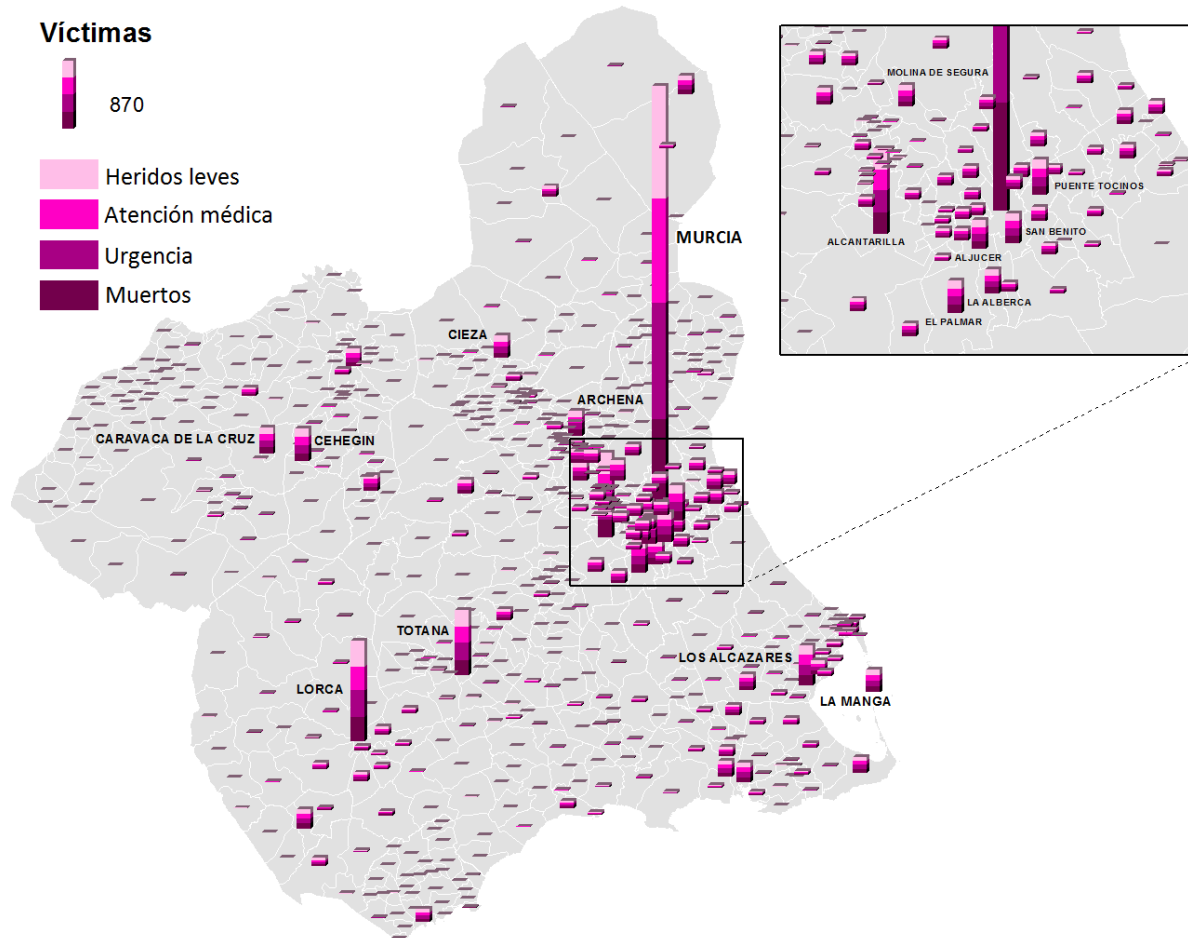 Víctimas
870
Heridos leves
Atención médica
Urgencia
Muertos
MURCIA
CIEZA
ARCHENA
CARAVACA DE LA CRUZ
CEHEGIN
TOTANA
LORCA
LOS ALCAZARES
LA MANGA
MOLINA DE SEGURA
PUENTE TOCINOS
ALCANTARILLA
SAN BENITO
ALJUCER
LA ALBERCA
EL PALMAR